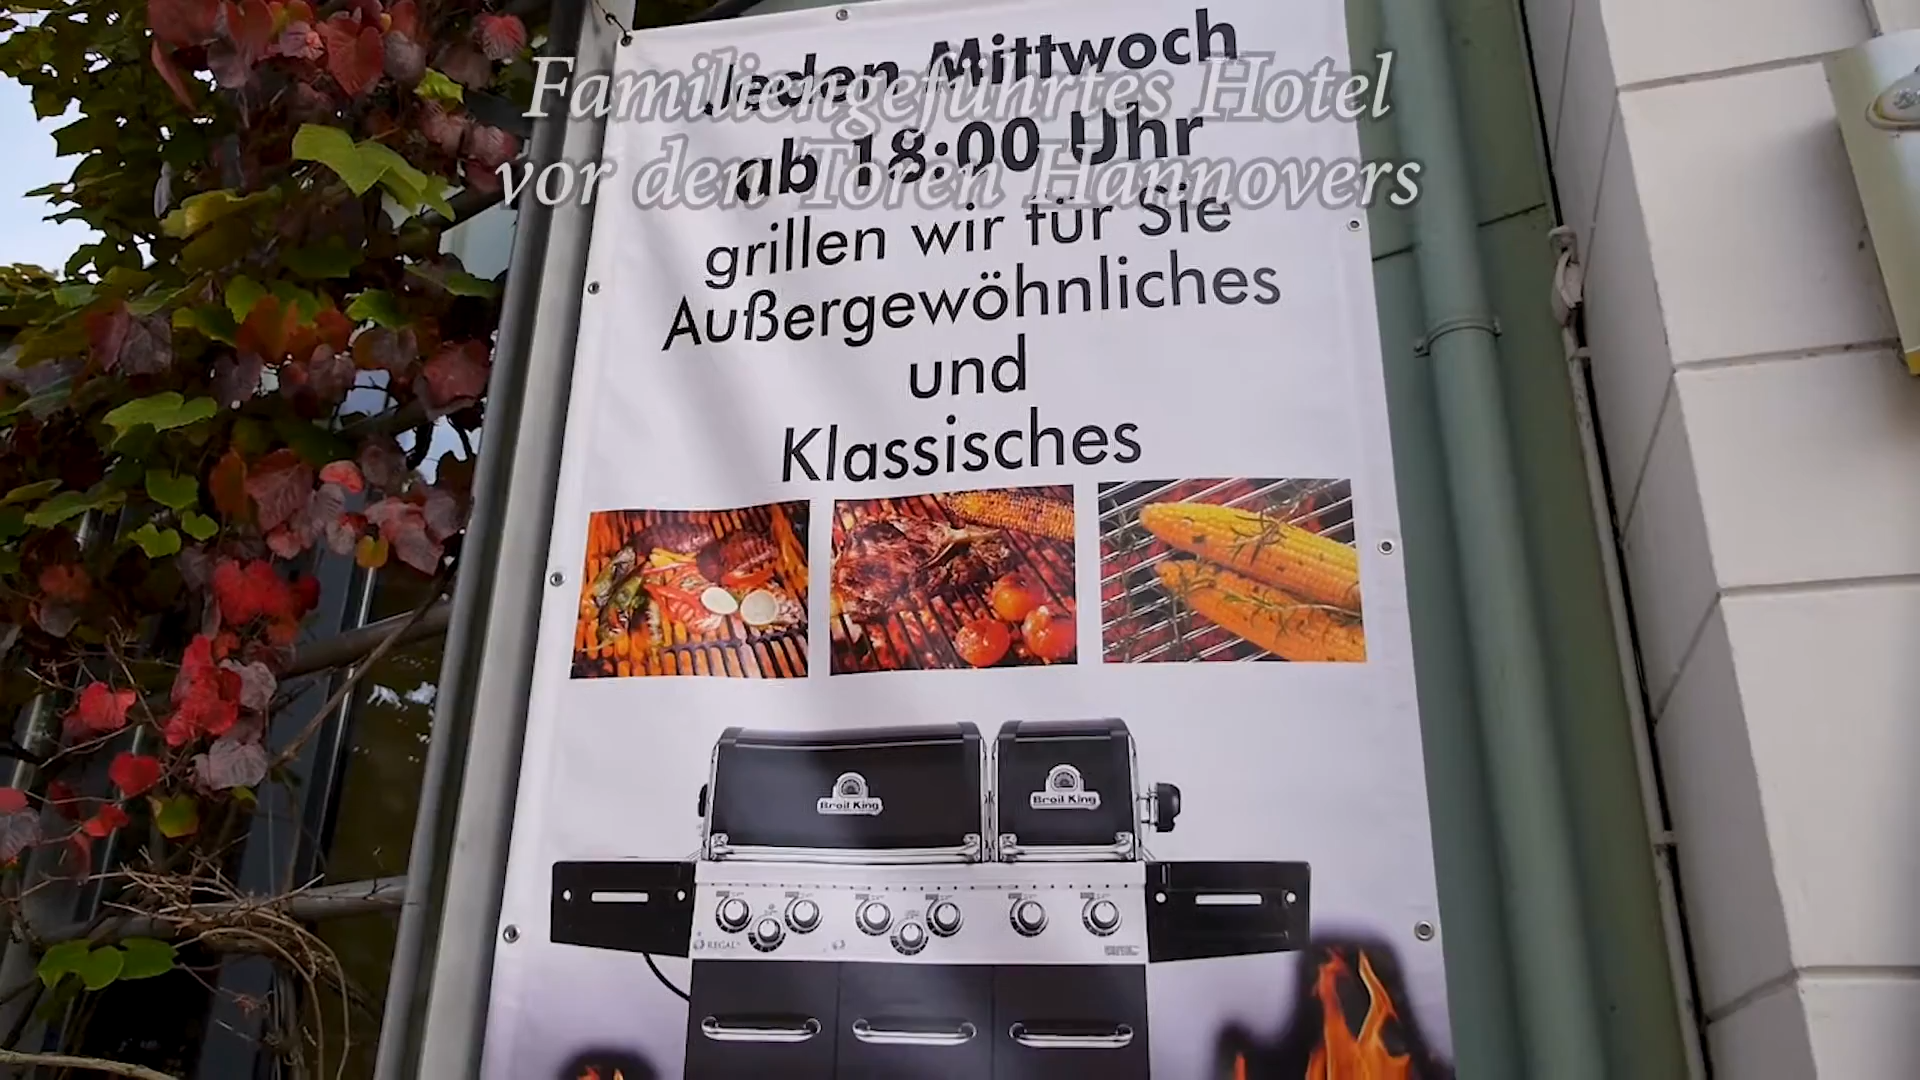 Familiengeführtes Hotel
vor den Toren Hannovers
Jeden Mittwoch
ab 18:00 Uhr
grillen wir für Sie
Außergewöhnliches
und
Klassisches
Broil King
Broil King
REGAL